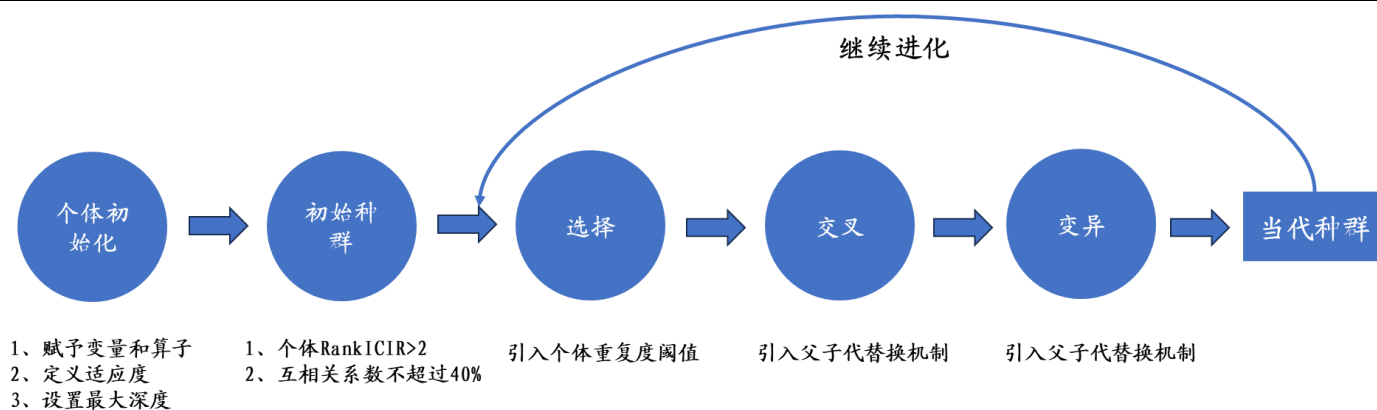 继续进化
个体初
始化
初始种
群
选择
交叉
变异
当代种群
1、赋予变量和算子
2、定义适应度
3、设置最大深度
1、个体RankICIR>2
2、互相关系数不超过40%
引入个体重复度阈值
引入父子代替换机制
引入父子代替换机制